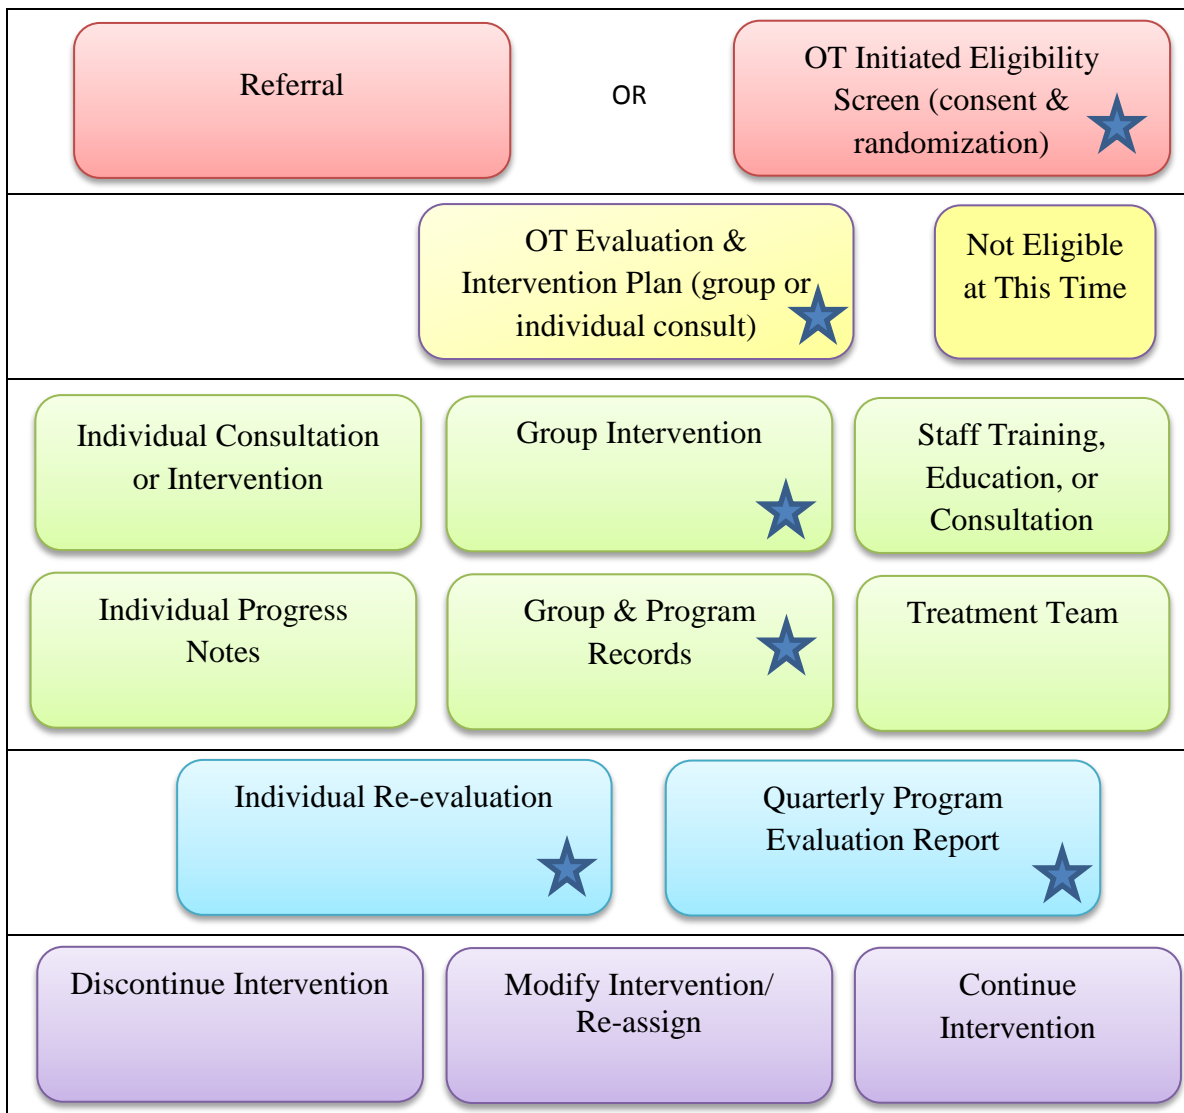 Referral
OR
OT Initiated Eligibility
Screen (consent &
randomization)
OT Evaluation &
Intervention Plan (group or
individual consult)
Not Eligible
at This Time
Individual Consultation
or Intervention
Group Intervention
Staff Training,
Education, or
Consultation
Individual Progress
Notes
Group & Program
Records
Treatment Team
Individual Re-evaluation
Quarterly Program
Evaluation Report
Discontinue Intervention
Modify Intervention/
Re-assign
Continue
Intervention